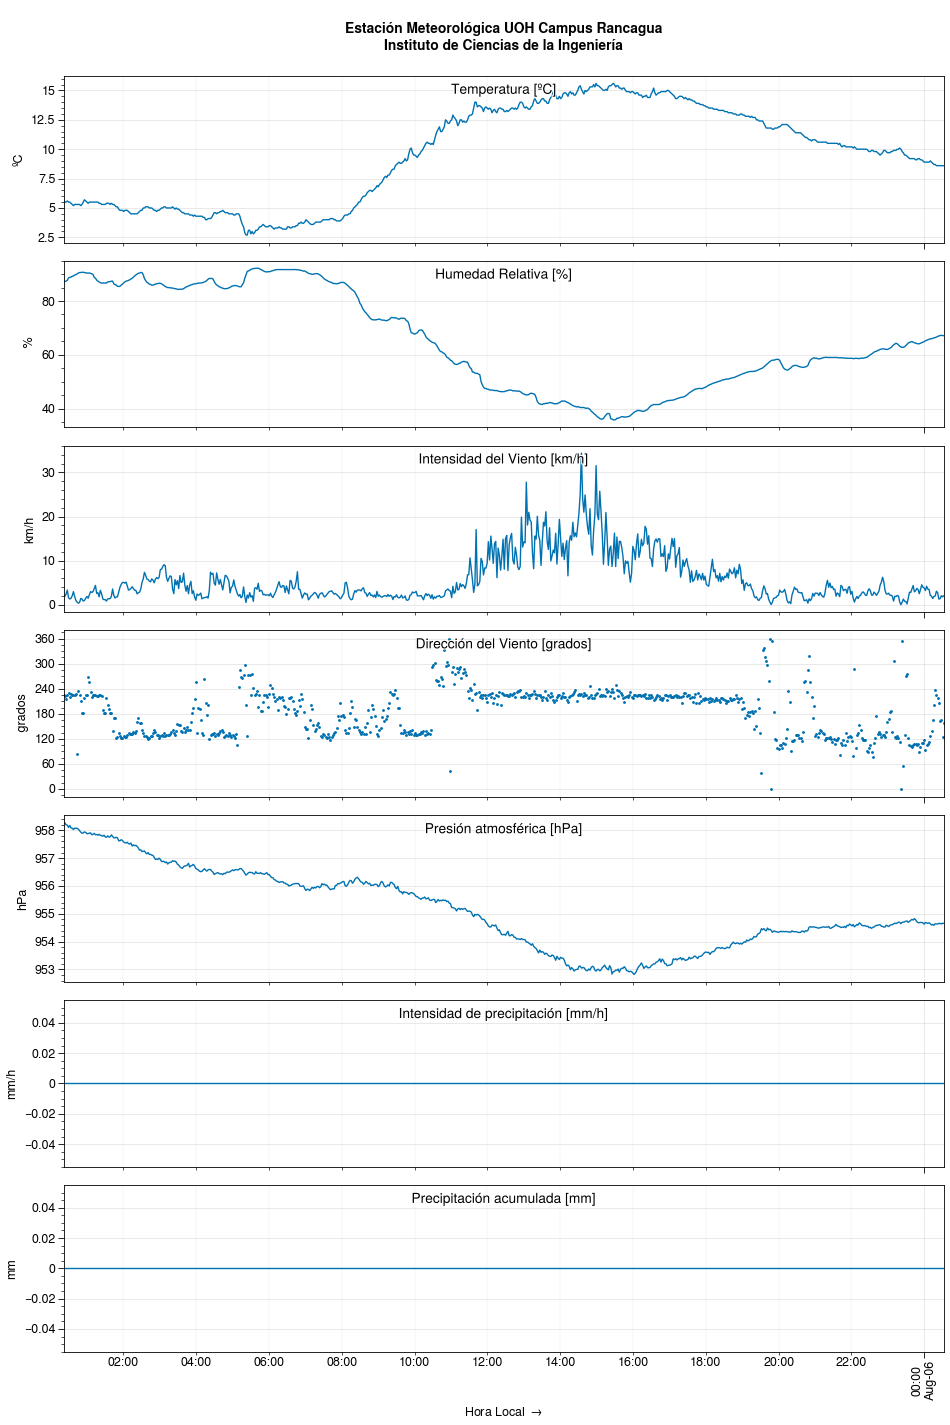 Estación Meteorológica UOH Campus Rancagua
Instituto de Ciencias de la Ingeniería
Temperatura [ºC]
ºC
15
12.5
10
7.5
5
2.5
Humedad Relativa [%]
%
80
60
40
Intensidad del Viento [km/h]
km/h
30
20
10
0
Dirección del Viento [grados]
grados
360
300
240
180
120
60
0
Presión atmosférica [hPa]
hPa
958
957
956
955
954
953
Intensidad de precipitación [mm/h]
mm/h
0.04
0.02
0
−0.02
−0.04
Precipitación acumulada [mm]
mm
0.04
0.02
0
−0.02
−0.04
02:00 04:00 06:00 08:00 10:00 12:00 14:00 16:00 18:00 20:00 22:00 00:00
Aug-06
Hora Local →